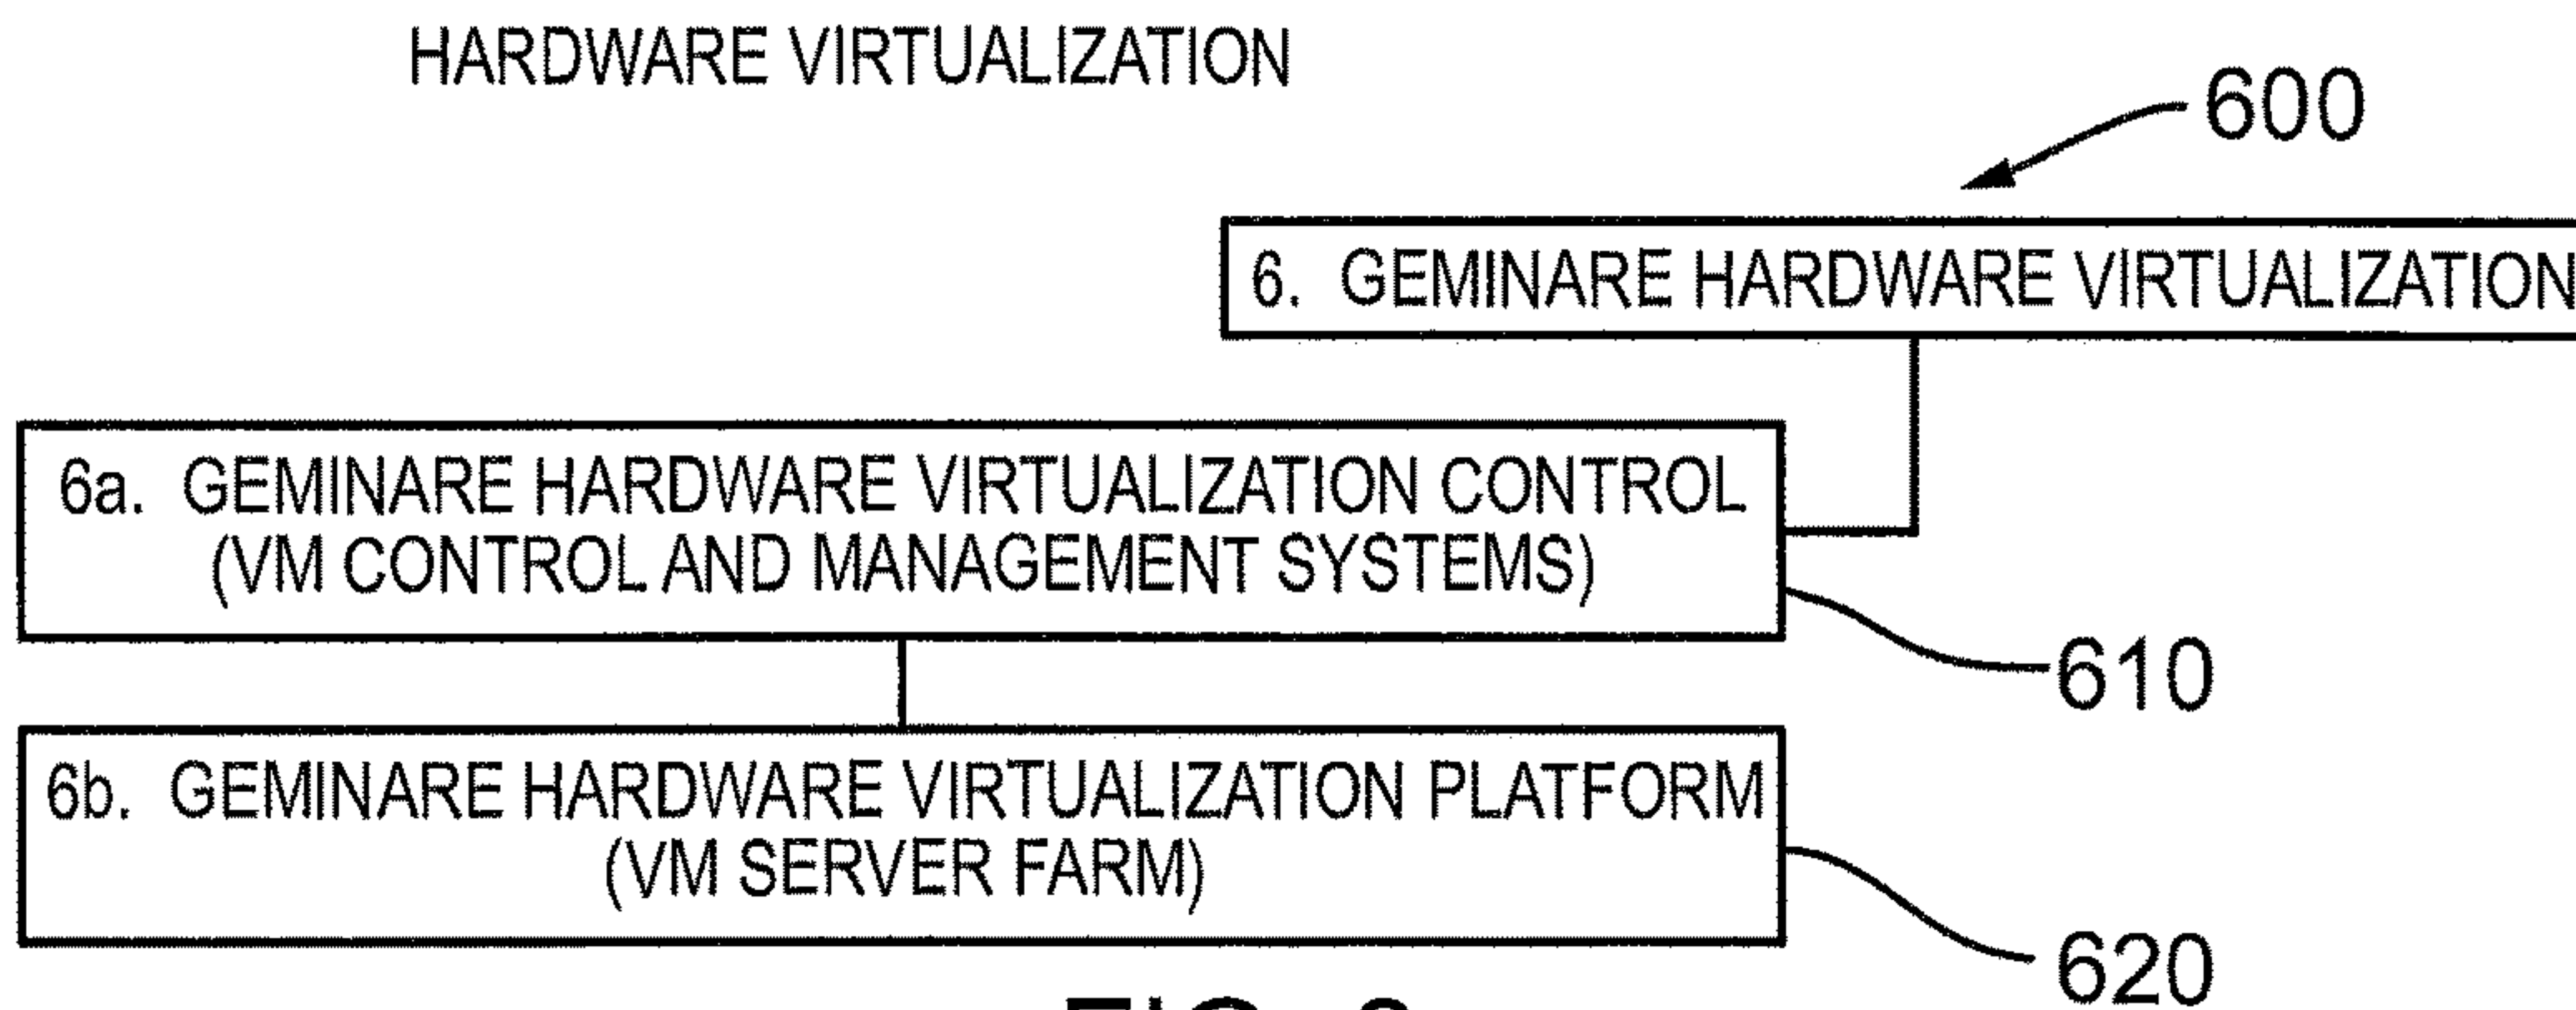 HARDWARE VIRTUALIZATION
600
6. GEMINARE HARDWARE VIRTUALIZATION
6a. GEMINARE HARDWARE VIRTUALIZATION CONTROL
(VM CONTROL AND MANAGEMENT SYSTEMS)
610
6b. GEMINARE HARDWARE VIRTUALIZATION PLATFORM
(VM SERVER FARM)
620